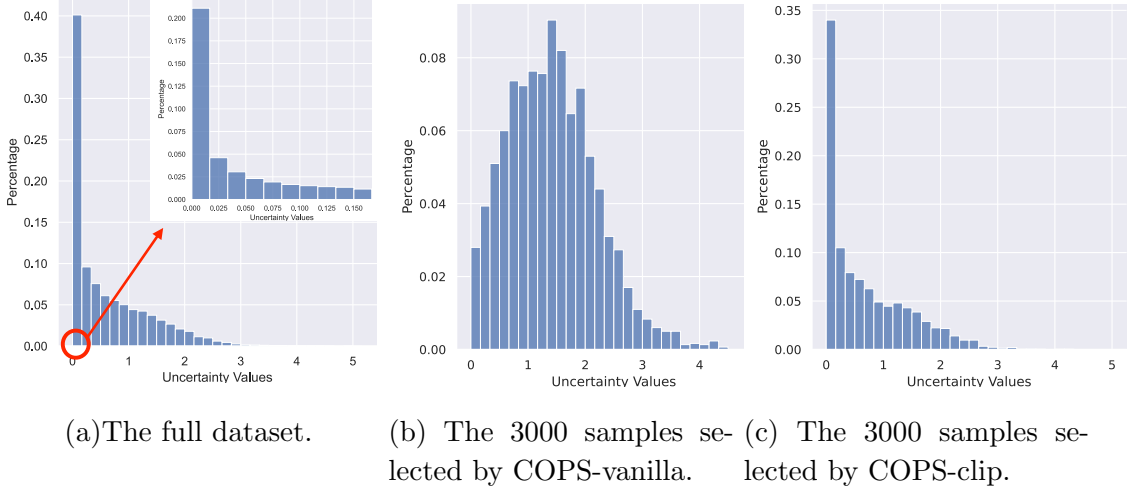 0.40
0.35
0.30
0.25
0.20
0.15
0.10
0.05
0.00
Percentage
0 1 2 3 4 5
Uncertainty Values
0.200
0.175
0.150
0.125
0.100
0.075
0.050
0.025
0.000
Percentage
0.000 0.025 0.050 0.075 0.100 0.125 0.150
Uncertainty Values
0.08
0.06
0.04
0.02
0.00
Percentage
0 1 2 3 4
Uncertainty Values
0.35
0.30
0.25
0.20
0.15
0.10
0.05
0.00
Percentage
0 1 2 3 4 5
Uncertainty Values
(a)The full dataset.
(b) The 3000 samples se-
lected by COPS-vanilla.
(c) The 3000 samples se-
lected by COPS-clip.